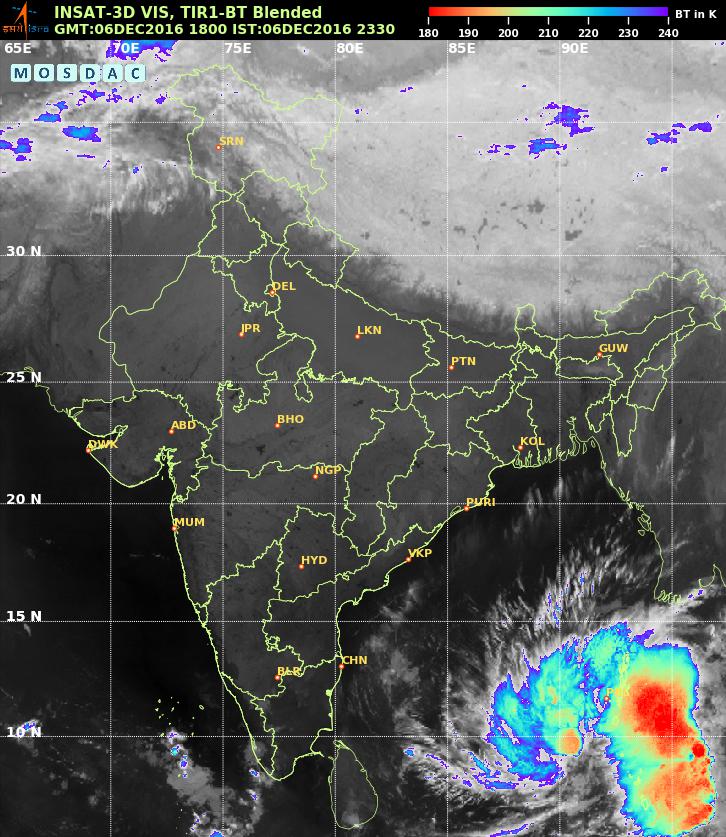 INSAT-3D VIS, TIR1-BT Blended
GMT:06DEC2016 1800 IST:06DEC2016 2330
BT in K
180 190 200 210 220 230 240
65E 70E 75E 80E 85E 90E
MOSDAC
SRN
30 N
DEL
JPR
LKN
GUW
PTN
25 N
BHO
ABD
KOL
DWK
NGP
20 N
PURI
MUM
VKP
HYD
15 N
CHN
BLR
10 N